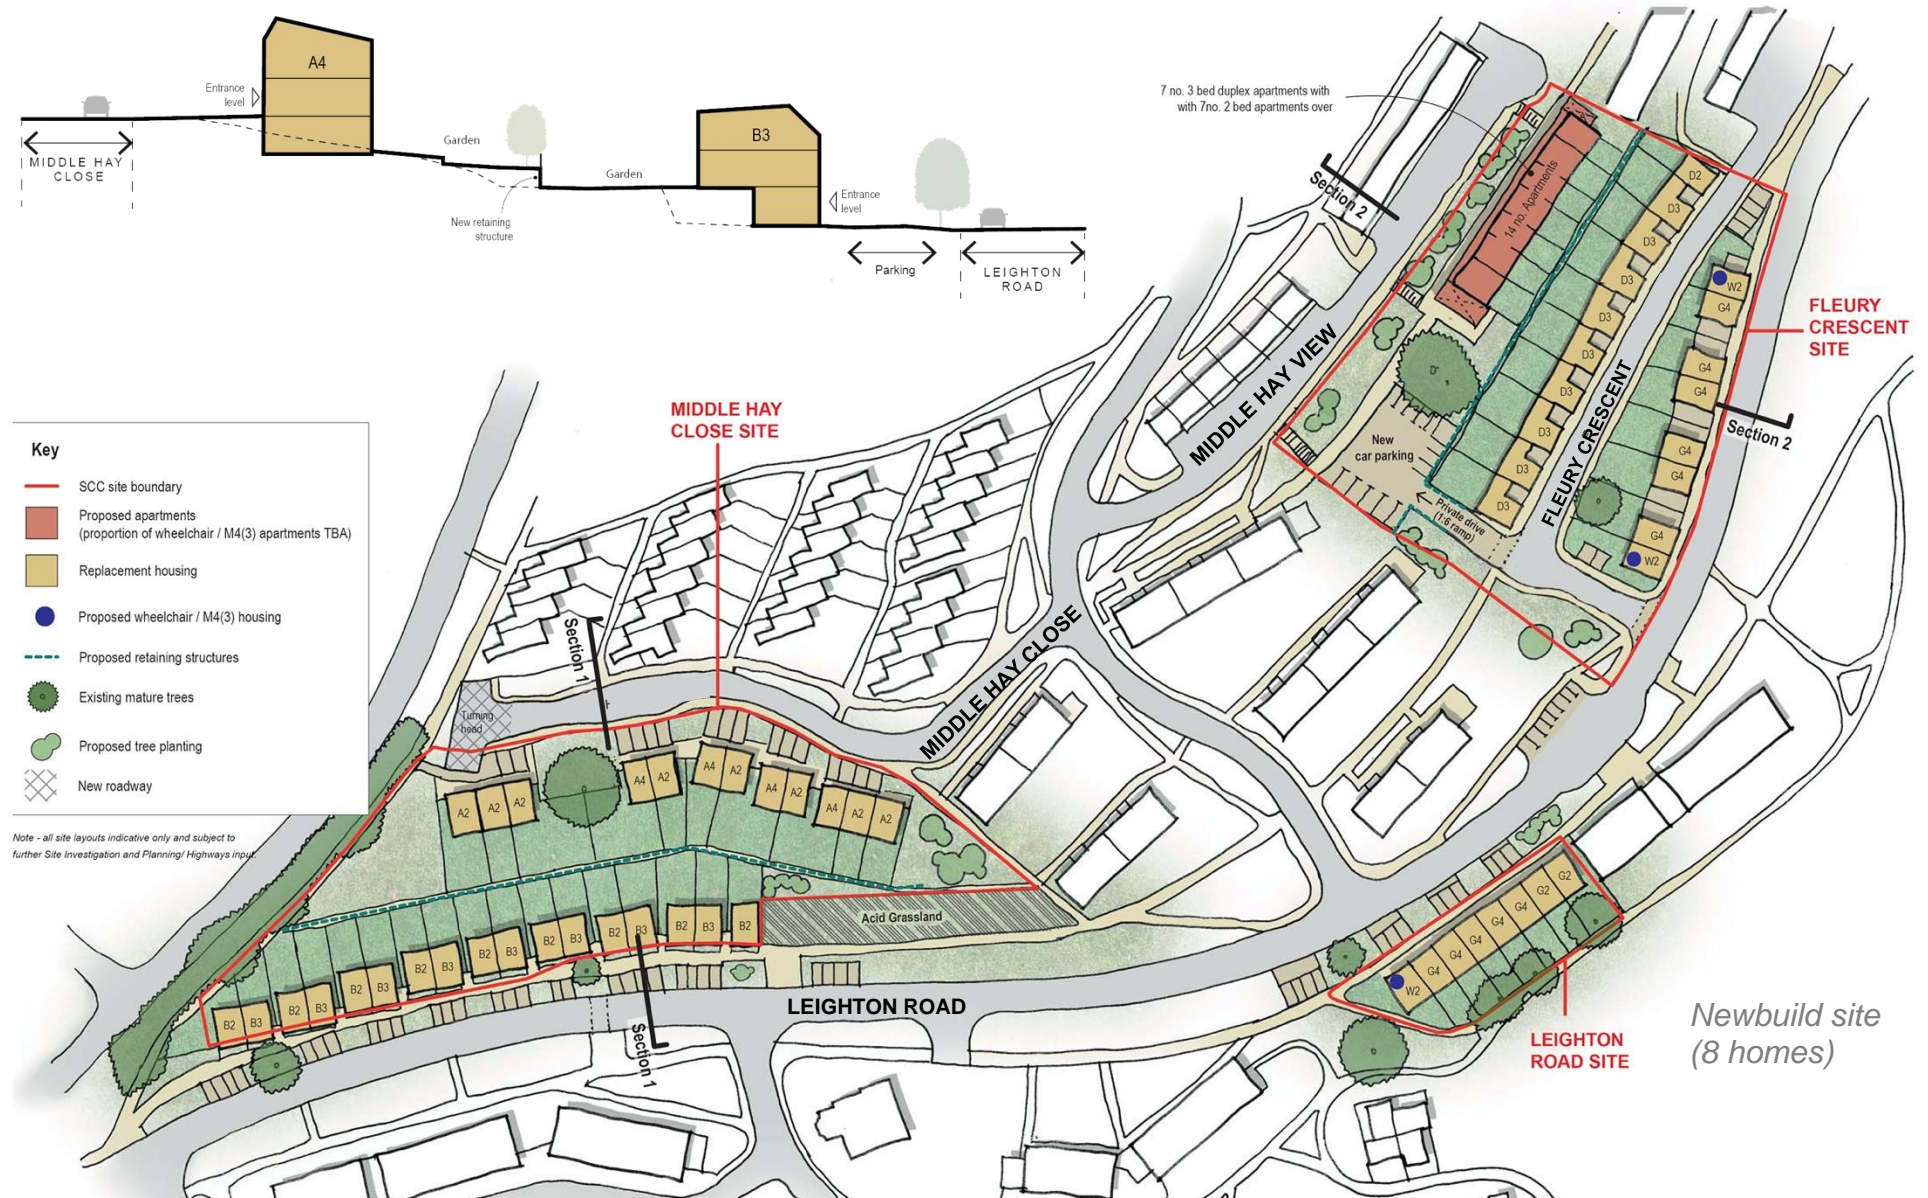 A4
Entrance
level
MIDDLE HAY
CLOSE
Garden
New retaining
structure
Garden
B3
Entrance
level
Parking
LEIGHTON
ROAD
7 no. 3 bed duplex apartments with
with 7no. 2 bed apartments over
Section 2
14 no. Apartments
D2
D3
D3
D3
D3
D3
D3
D3
D3
D3
W2
G4
G4
G4
G4
G4
G4
W2
FLEURY
CRESCENT
SITE
Section 2
MIDDLE HAY VIEW
FLEURY CRESCENT
New
car parking
Private drive
(1:6 ramp)
MIDDLE HAY
CLOSE SITE
Key
SCC site boundary
Proposed apartments
(proportion of wheelchair / M4(3) apartments TBA)
Replacement housing
Proposed wheelchair / M4(3) housing
Proposed retaining structures
Existing mature trees
Proposed tree planting
New roadway
Note - all site layouts indicative only and subject to
further Site Investigation and Planning/ Highways input.
Section 1
Turning
head
MIDDLE HAY CLOSE
A2 A2 A2
A4 A2
A4 A2
A4 A2
A4 A2 A2
Acid Grassland
B2 B3
B2 B3
B2 B3
B2 B3
B2 B3
B2 B3
B2 B3
B2 B3
B2
Section 1
LEIGHTON ROAD
W2
G4
G4
G4
G4
G2
G2
LEIGHTON
ROAD SITE
Newbuild site
(8 homes)